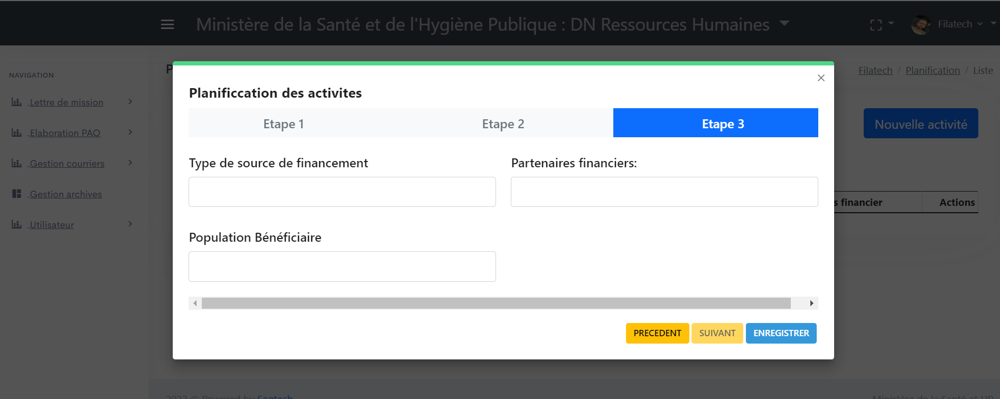 Ministère de la Santé et de l'Hygiène Publique : DN Ressources Humaines
Filatech
NAVIGATION
Lettre de mission
Elaboration PAO
Gestion courriers
Gestion archives
Utilisateur
P
Filatech / Planification / Liste
Nouvelle activité
s financier
Actions
×
Planificcation des activites
Etape 1
Etape 2
Etape 3
Type de source de financement
Partenaires financiers:
Population Bénéficiaire
PRECEDENT
SUIVANT
ENREGISTRER
2022 © Powered by Sagtech
Ministère de la Santé et HP